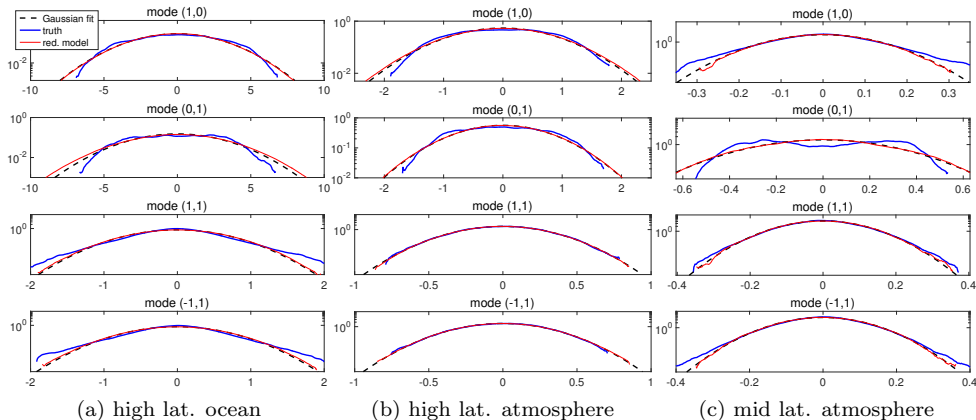 mode (1,0)
Gaussian fit
truth
red. model
10^0
10^-2
-10 -5 0 5 10
mode (0,1)
10^0
10^-2
-10 -5 0 5 10
mode (1,1)
10^0
-2 -1 0 1 2
mode (-1,1)
10^0
-2 -1 0 1 2
(a) high lat. ocean
mode (1,0)
10^0
10^-2
-2 -1 0 1 2
mode (0,1)
10^0
10^-1
10^-2
-2 -1 0 1 2
mode (1,1)
10^0
-1 -0.5 0 0.5 1
mode (-1,1)
10^0
-1 -0.5 0 0.5 1
(b) high lat. atmosphere
mode (1,0)
10^0
-0.3 -0.2 -0.1 0 0.1 0.2 0.3
mode (0,1)
10^0
-0.6 -0.4 -0.2 0 0.2 0.4 0.6
mode (1,1)
10^0
-0.4 -0.2 0 0.2 0.4
mode (-1,1)
10^0
-0.4 -0.2 0 0.2 0.4
(c) mid lat. atmosphere